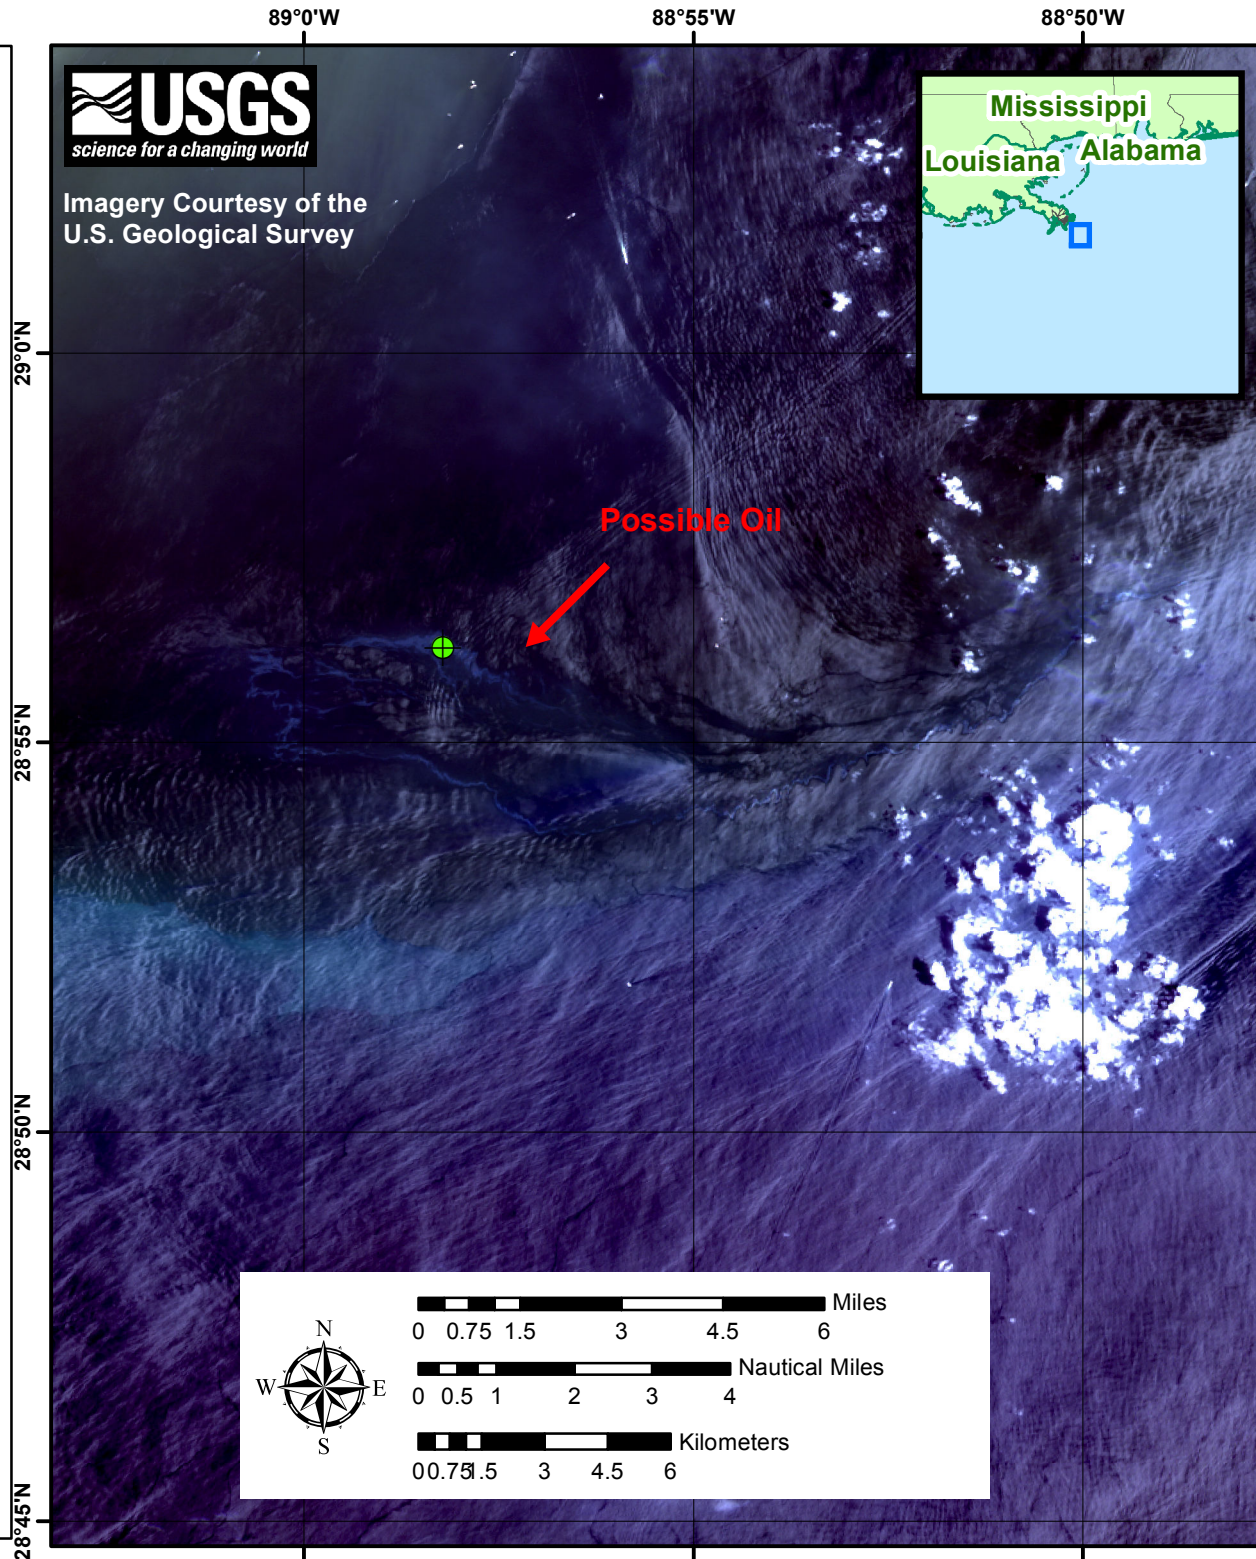 89°0'W 88°55'W 88°50'W
USGS
science for a changing world
Imagery Courtesy of the
U.S. Geological Survey
Mississippi
Louisiana Alabama
29°0'N
Possible Oil
28°55'N
28°50'N
28°45'N
N
W E
S
Miles
0 0.75 1.5 3 4.5 6
Nautical Miles
0 0.5 1 2 3 4
Kilometers
0 0.75 1.5 3 4.5 6